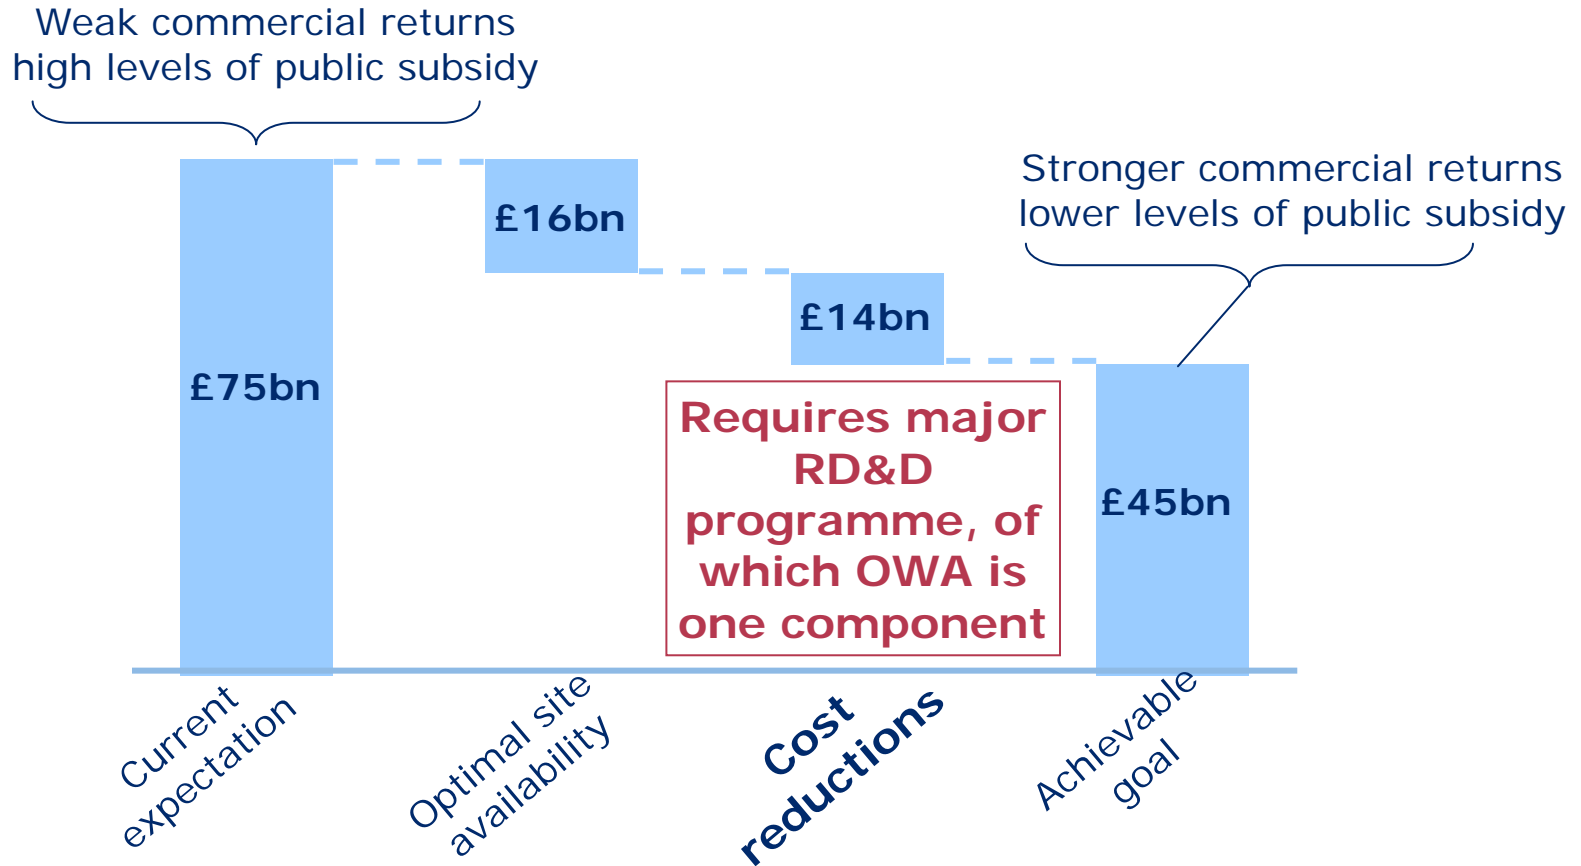 Weak commercial returns
high levels of public subsidy
Stronger commercial returns
lower levels of public subsidy
£16bn
£14bn
£75bn
Requires major
RD&D
programme, of
which OWA is
one component
£45bn
Current
expectation
Optimal site
availability
Cost
reductions
Achievable
goal